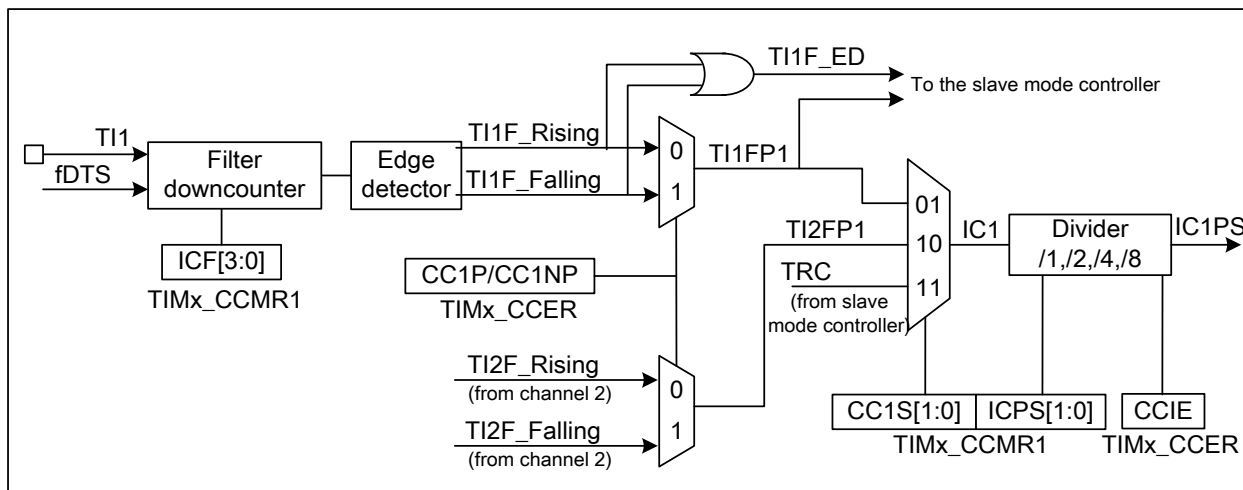 TI1F_ED
To the slave mode controller
TI1
fDTS
Filter
downcounter
Edge
detector
TI1F_Rising
TI1F_Falling
0
1
TI1FP1
ICF[3:0]
TIMx_CCMR1
CC1P/CC1NP
TIMx_CCER
TI2F_Rising
(from channel 2)
TI2F_Falling
(from channel 2)
0
1
TI2FP1
TRC
(from slave
mode controller)
01
10
11
IC1
Divider
/1,/2,/4,/8
IC1PS
CC1S[1:0]
ICPS[1:0]
TIMx_CCMR1
CCIE
TIMx_CCER